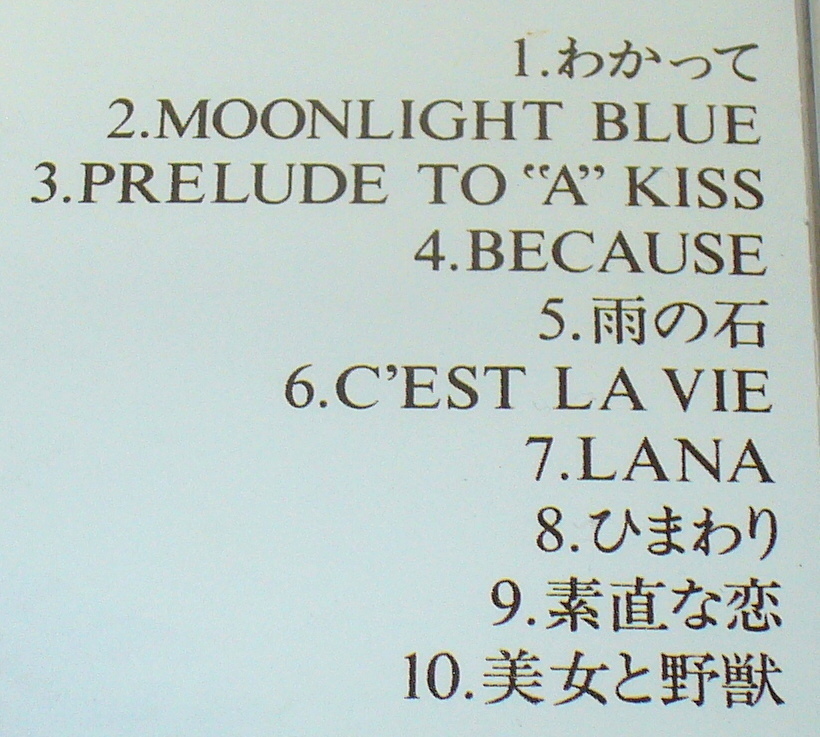 1.わかって
2.MOONLIGHT BLUE
3.PRELUDE TO “A” KISS
4.BECAUSE
5.雨の石
6.C’EST LA VIE
7.LANA
8.ひまわり
9.素直な恋
10.美女と野獣